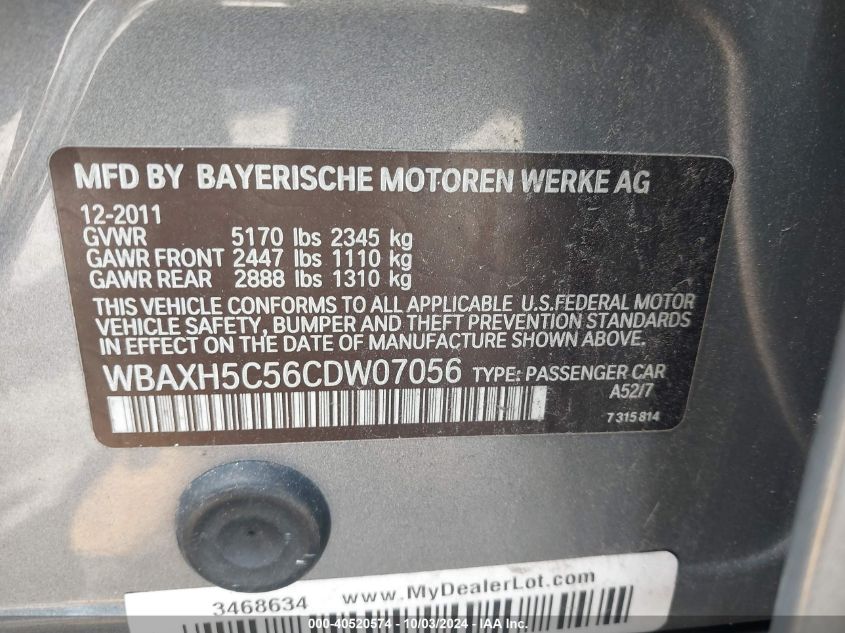 MFD BY BAYERISCHE MOTOREN WERKE AG
12-2011
GVWR 5170 lbs 2345 kg
GAWR FRONT 2447 lbs 1110 kg
GAWR REAR 2888 lbs 1310 kg
THIS VEHICLE CONFORMS TO ALL APPLICABLE U.S.FEDERAL MOTOR
VEHICLE SAFETY, BUMPER AND THEFT PREVENTION STANDARDS
IN EFFECT ON THE DATE OF MANUFACTURE SHOWN ABOVE.
WBAXH5C56CDW07056 TYPE: PASSENGER CAR
A52/7
7 315 814
3468634 www.MyDealerLot.com
000-40520574 - 10/03/2024 - IAA Inc.